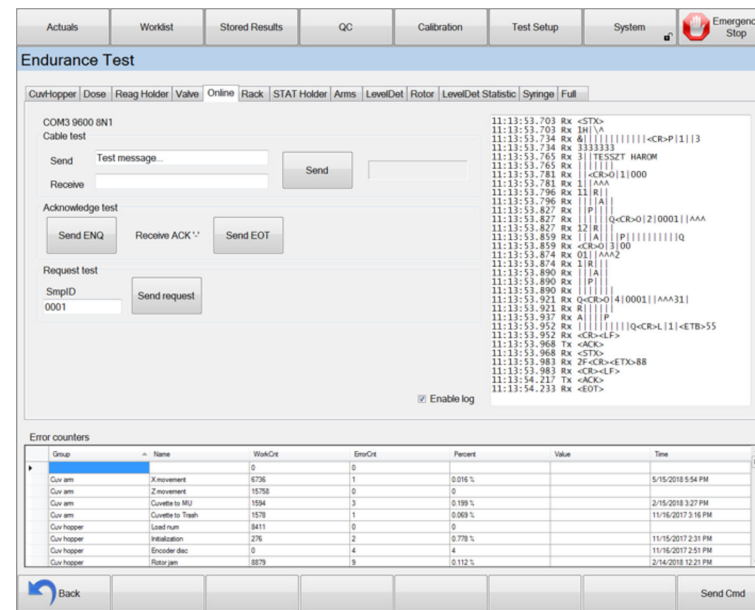 Actuals Worklist Stored Results QC Calibration Test Setup System Emergenc
Stop
Endurance Test
CuvHopper Dose Reag Holder Valve Online Rack STAT Holder Arms LevelDet Rotor LevelDet Statistic Syringe Full
COM3 9600 8N1
Cable test
Send Test message... Send
Receive
Acknowledge test
Send ENQ Receive ACK '-' Send EOT
Request test
SmpID
0001 Send request
11:13:53.703 Rx <STX>
11:13:53.703 Rx 1H|\^
11:13:53.734 Rx &||||||||||||<CR>P|1||3
11:13:53.734 Rx 3333333
11:13:53.765 Rx 3||TESSZT HAROM
11:13:53.765 Rx |||||||
11:13:53.781 Rx ||<CR>O|1|000
11:13:53.781 Rx 1||^^^
11:13:53.796 Rx 11|R||
11:13:53.796 Rx ||||A||
11:13:53.827 Rx ||P||||
11:13:53.827 Rx ||||||Q<CR>O|2|0001||^^^
11:13:53.827 Rx 12|R|||
11:13:53.859 Rx |||A||||P||||||||||Q
11:13:53.859 Rx <CR>O|3|00
11:13:53.874 Rx 01||^^^2
11:13:53.874 Rx 1|R|||
11:13:53.890 Rx |||A||
11:13:53.890 Rx ||P|||
11:13:53.890 Rx |||||||
11:13:53.921 Rx Q<CR>O|4|0001||^^^31|
11:13:53.921 Rx R||||||
11:13:53.937 Rx A||||P
11:13:53.952 Rx ||||||||||Q<CR>L|1|<ETB>55
11:13:53.952 Rx <CR><LF>
11:13:53.968 Tx <ACK>
11:13:53.968 Rx <STX>
11:13:53.983 Rx 2F<CR><ETX>88
11:13:53.983 Rx <CR><LF>
11:13:54.217 Tx <ACK>
11:13:54.233 Rx <EOT>
Enable log
Error counters
Group Name WorkCnt ErrorCnt Percent Value Time
0 0
Cuv arm X movement 6736 1 0.016 % 5/15/2018 5:54 PM
Cuv arm Z movement 15758 0 0
Cuv arm Cuvette to MU 1594 3 0.199 % 2/15/2018 3:27 PM
Cuv arm Cuvette to Trash 1578 1 0.069 % 11/16/2017 3:16 PM
Cuv hopper Load num 8411 0 0
Cuv hopper Initialization 276 2 0.778 % 11/15/2017 2:31 PM
Cuv hopper Encoder disc 0 4 4 11/16/2017 2:51 PM
Cuv hopper Rotor jam 8879 9 0.112 % 2/14/2018 12:21 PM
Back Send Cmd